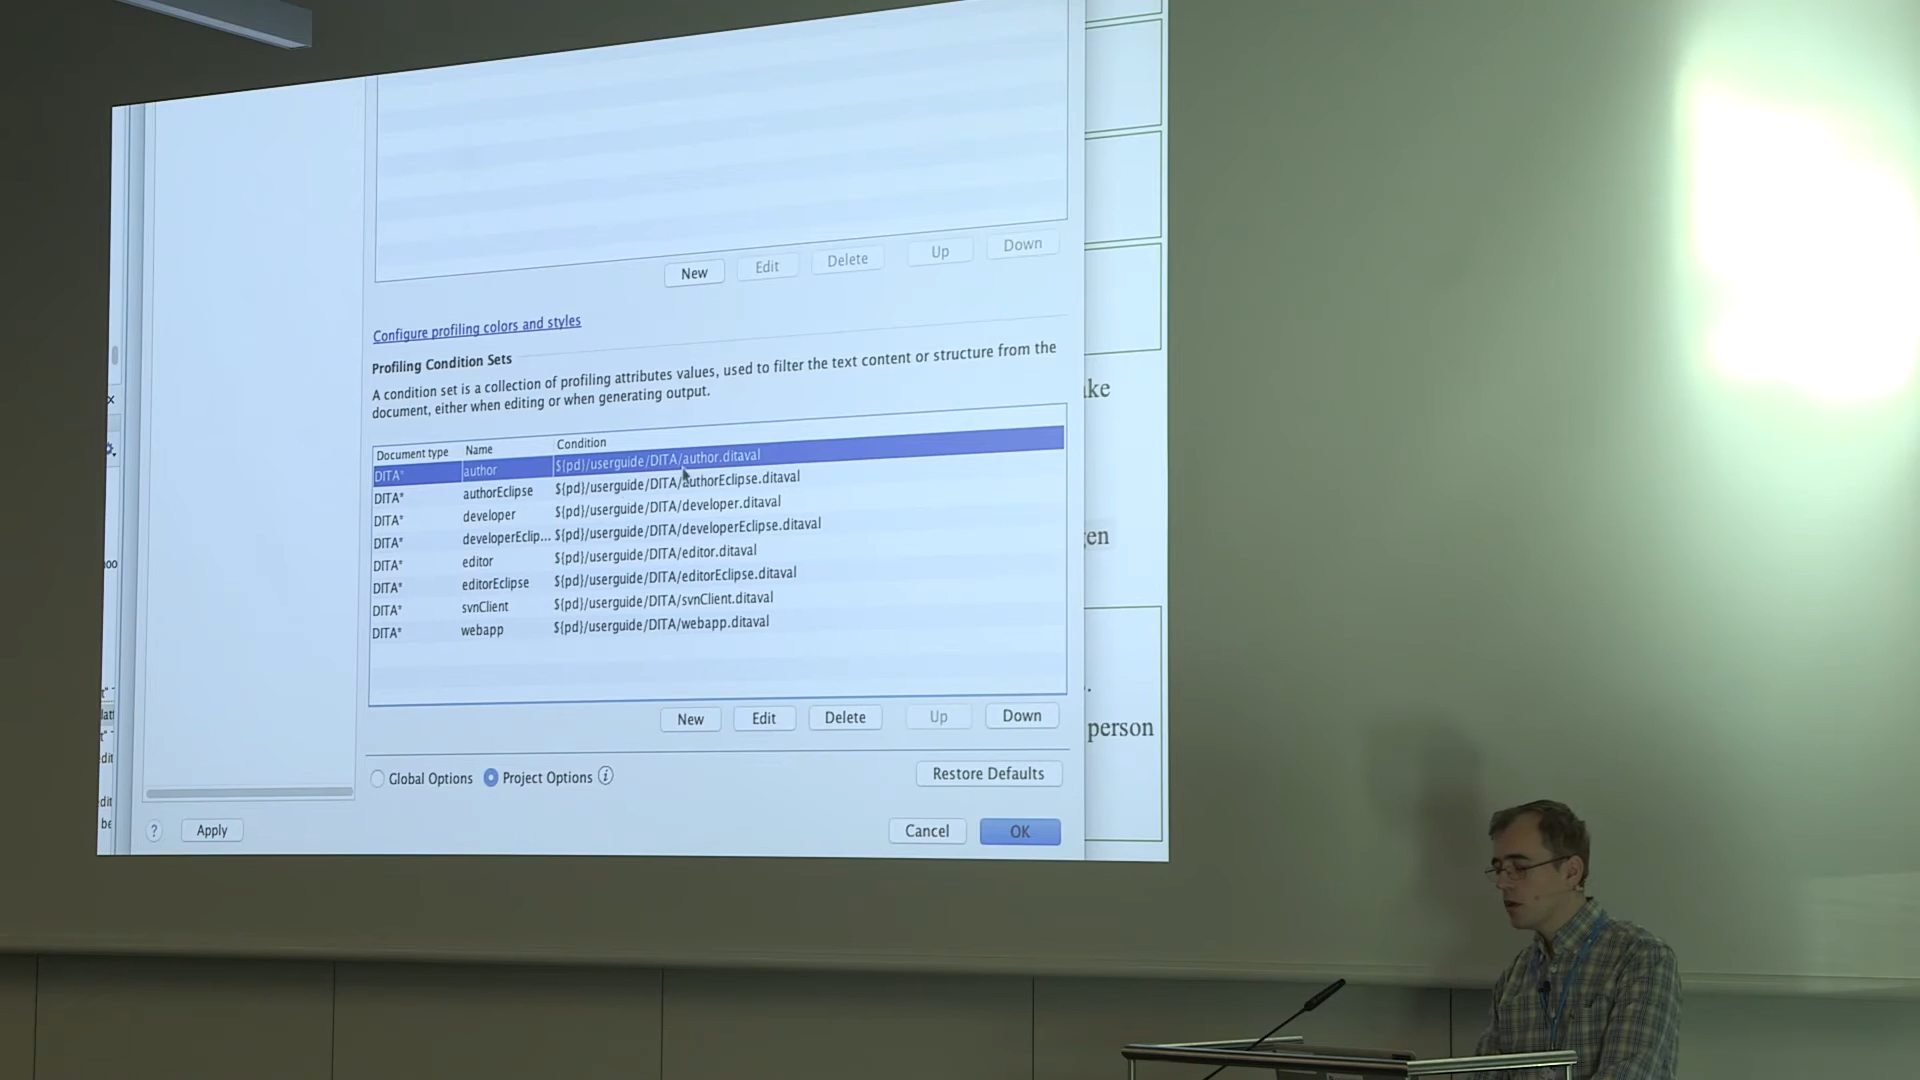 New Edit Delete Up Down
Configure profiling colors and styles
Profiling Condition Sets
A condition set is a collection of profiling attributes values, used to filter the text content or structure from the
document, either when editing or when generating output.
Document type Name Condition
DITA* author ${pd}/userguide/DITA/author.ditaval
DITA* authorEclipse ${pd}/userguide/DITA/authorEclipse.ditaval
DITA* developer ${pd}/userguide/DITA/developer.ditaval
DITA* developerEclip... ${pd}/userguide/DITA/developerEclipse.ditaval
DITA* editor ${pd}/userguide/DITA/editor.ditaval
DITA* editorEclipse ${pd}/userguide/DITA/editorEclipse.ditaval
DITA* svnClient ${pd}/userguide/DITA/svnClient.ditaval
DITA* webapp ${pd}/userguide/DITA/webapp.ditaval
New Edit Delete Up Down
Global Options Project Options i Restore Defaults
? Apply Cancel OK
person